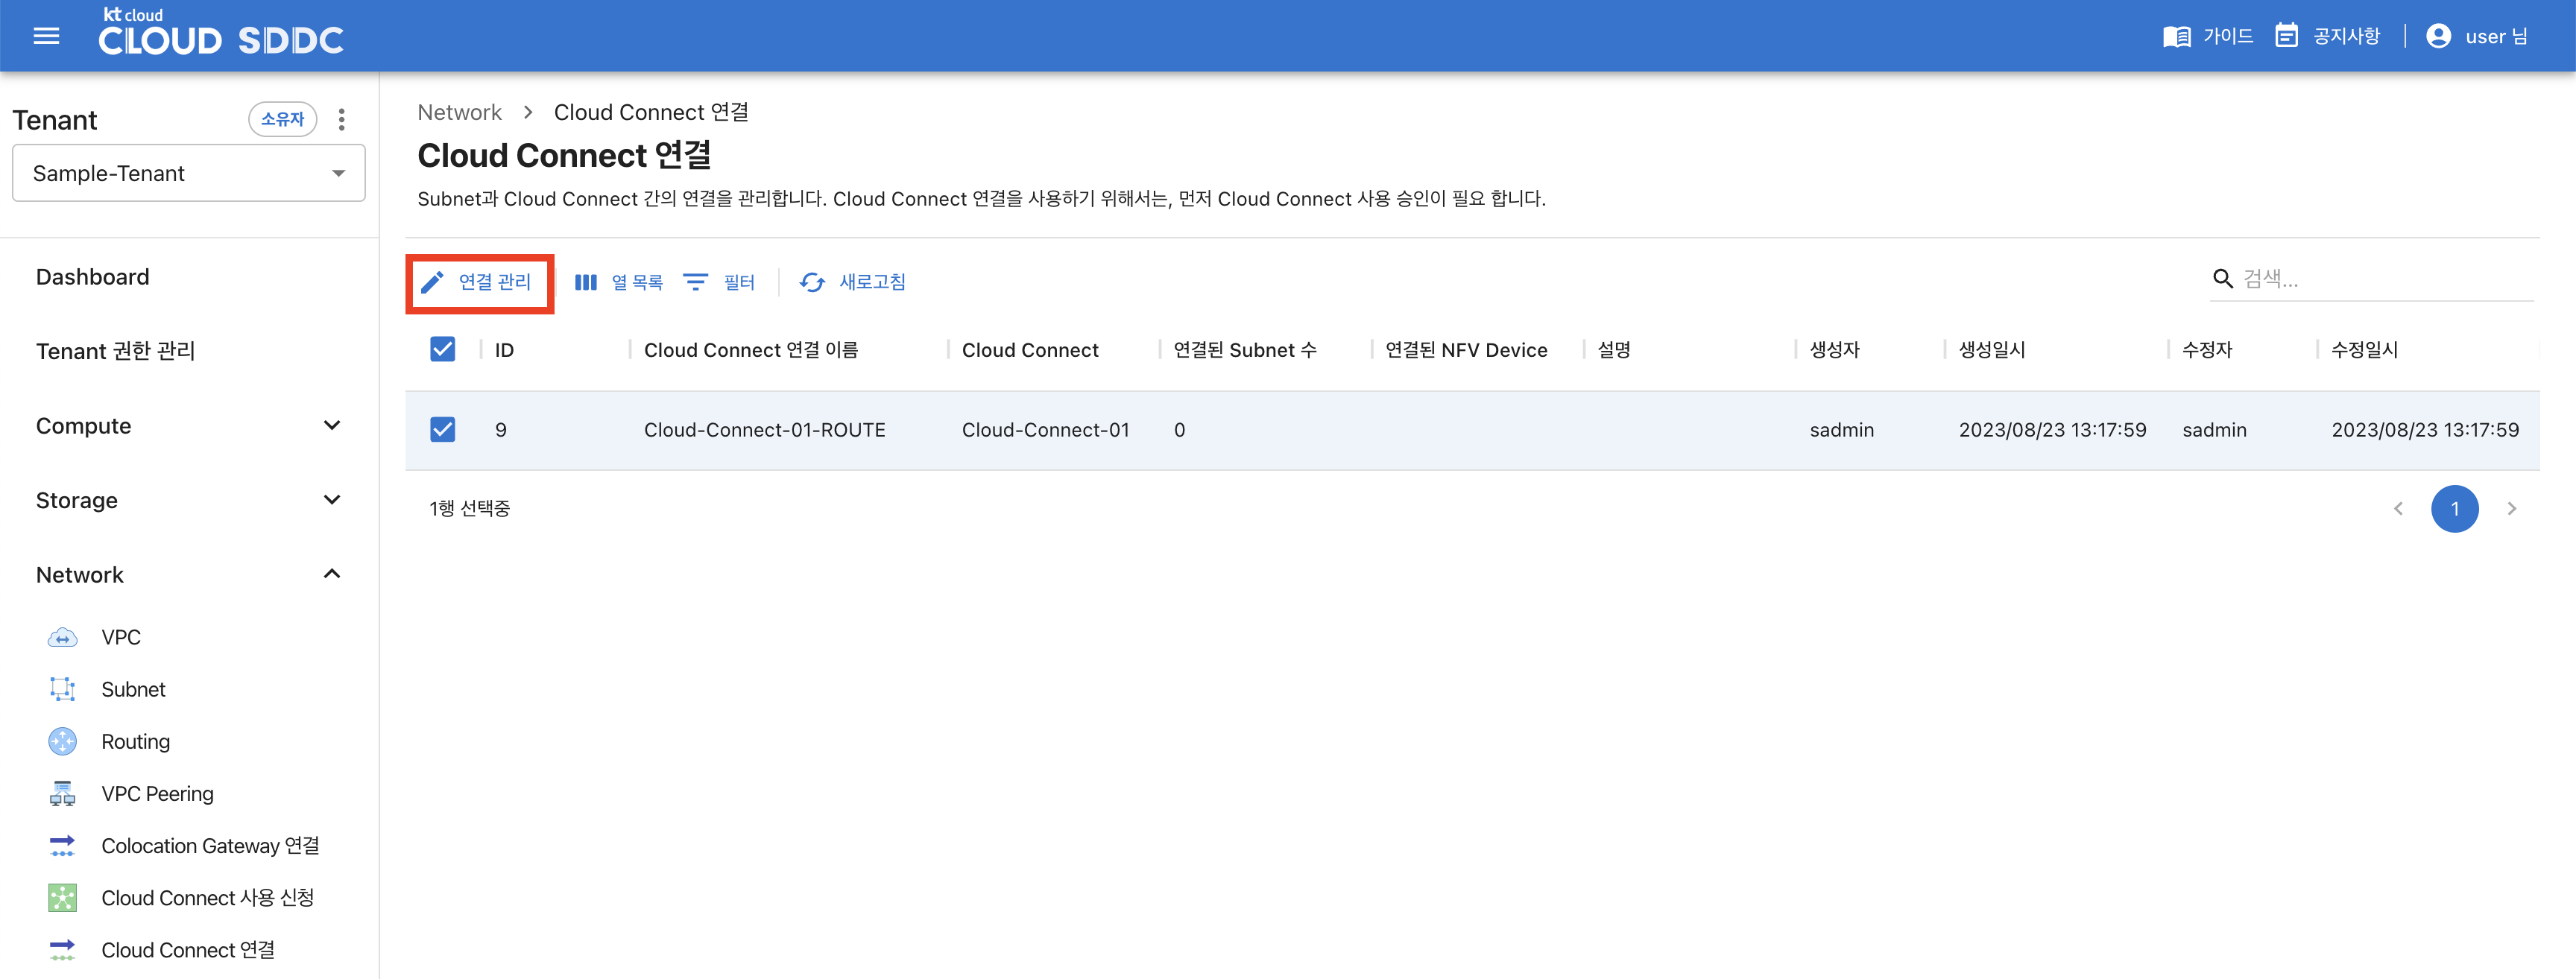 kt cloud
CLOUD SDDC
가이드
공지사항
user 님
Tenant
소유자
Sample-Tenant
Dashboard
Tenant 권한 관리
Compute
Storage
Network
VPC
Subnet
Routing
VPC Peering
Colocation Gateway 연결
Cloud Connect 사용 신청
Cloud Connect 연결
Network > Cloud Connect 연결
Cloud Connect 연결
Subnet과 Cloud Connect 간의 연결을 관리합니다. Cloud Connect 연결을 사용하기 위해서는, 먼저 Cloud Connect 사용 승인이 필요 합니다.
연결 관리 열 목록 필터 새로고침 검색...
ID Cloud Connect 연결 이름 Cloud Connect 연결된 Subnet 수 연결된 NFV Device 설명 생성자 생성일시 수정자 수정일시
9 Cloud-Connect-01-ROUTE Cloud-Connect-01 0 sadmin 2023/08/23 13:17:59 sadmin 2023/08/23 13:17:59
1행 선택중
1